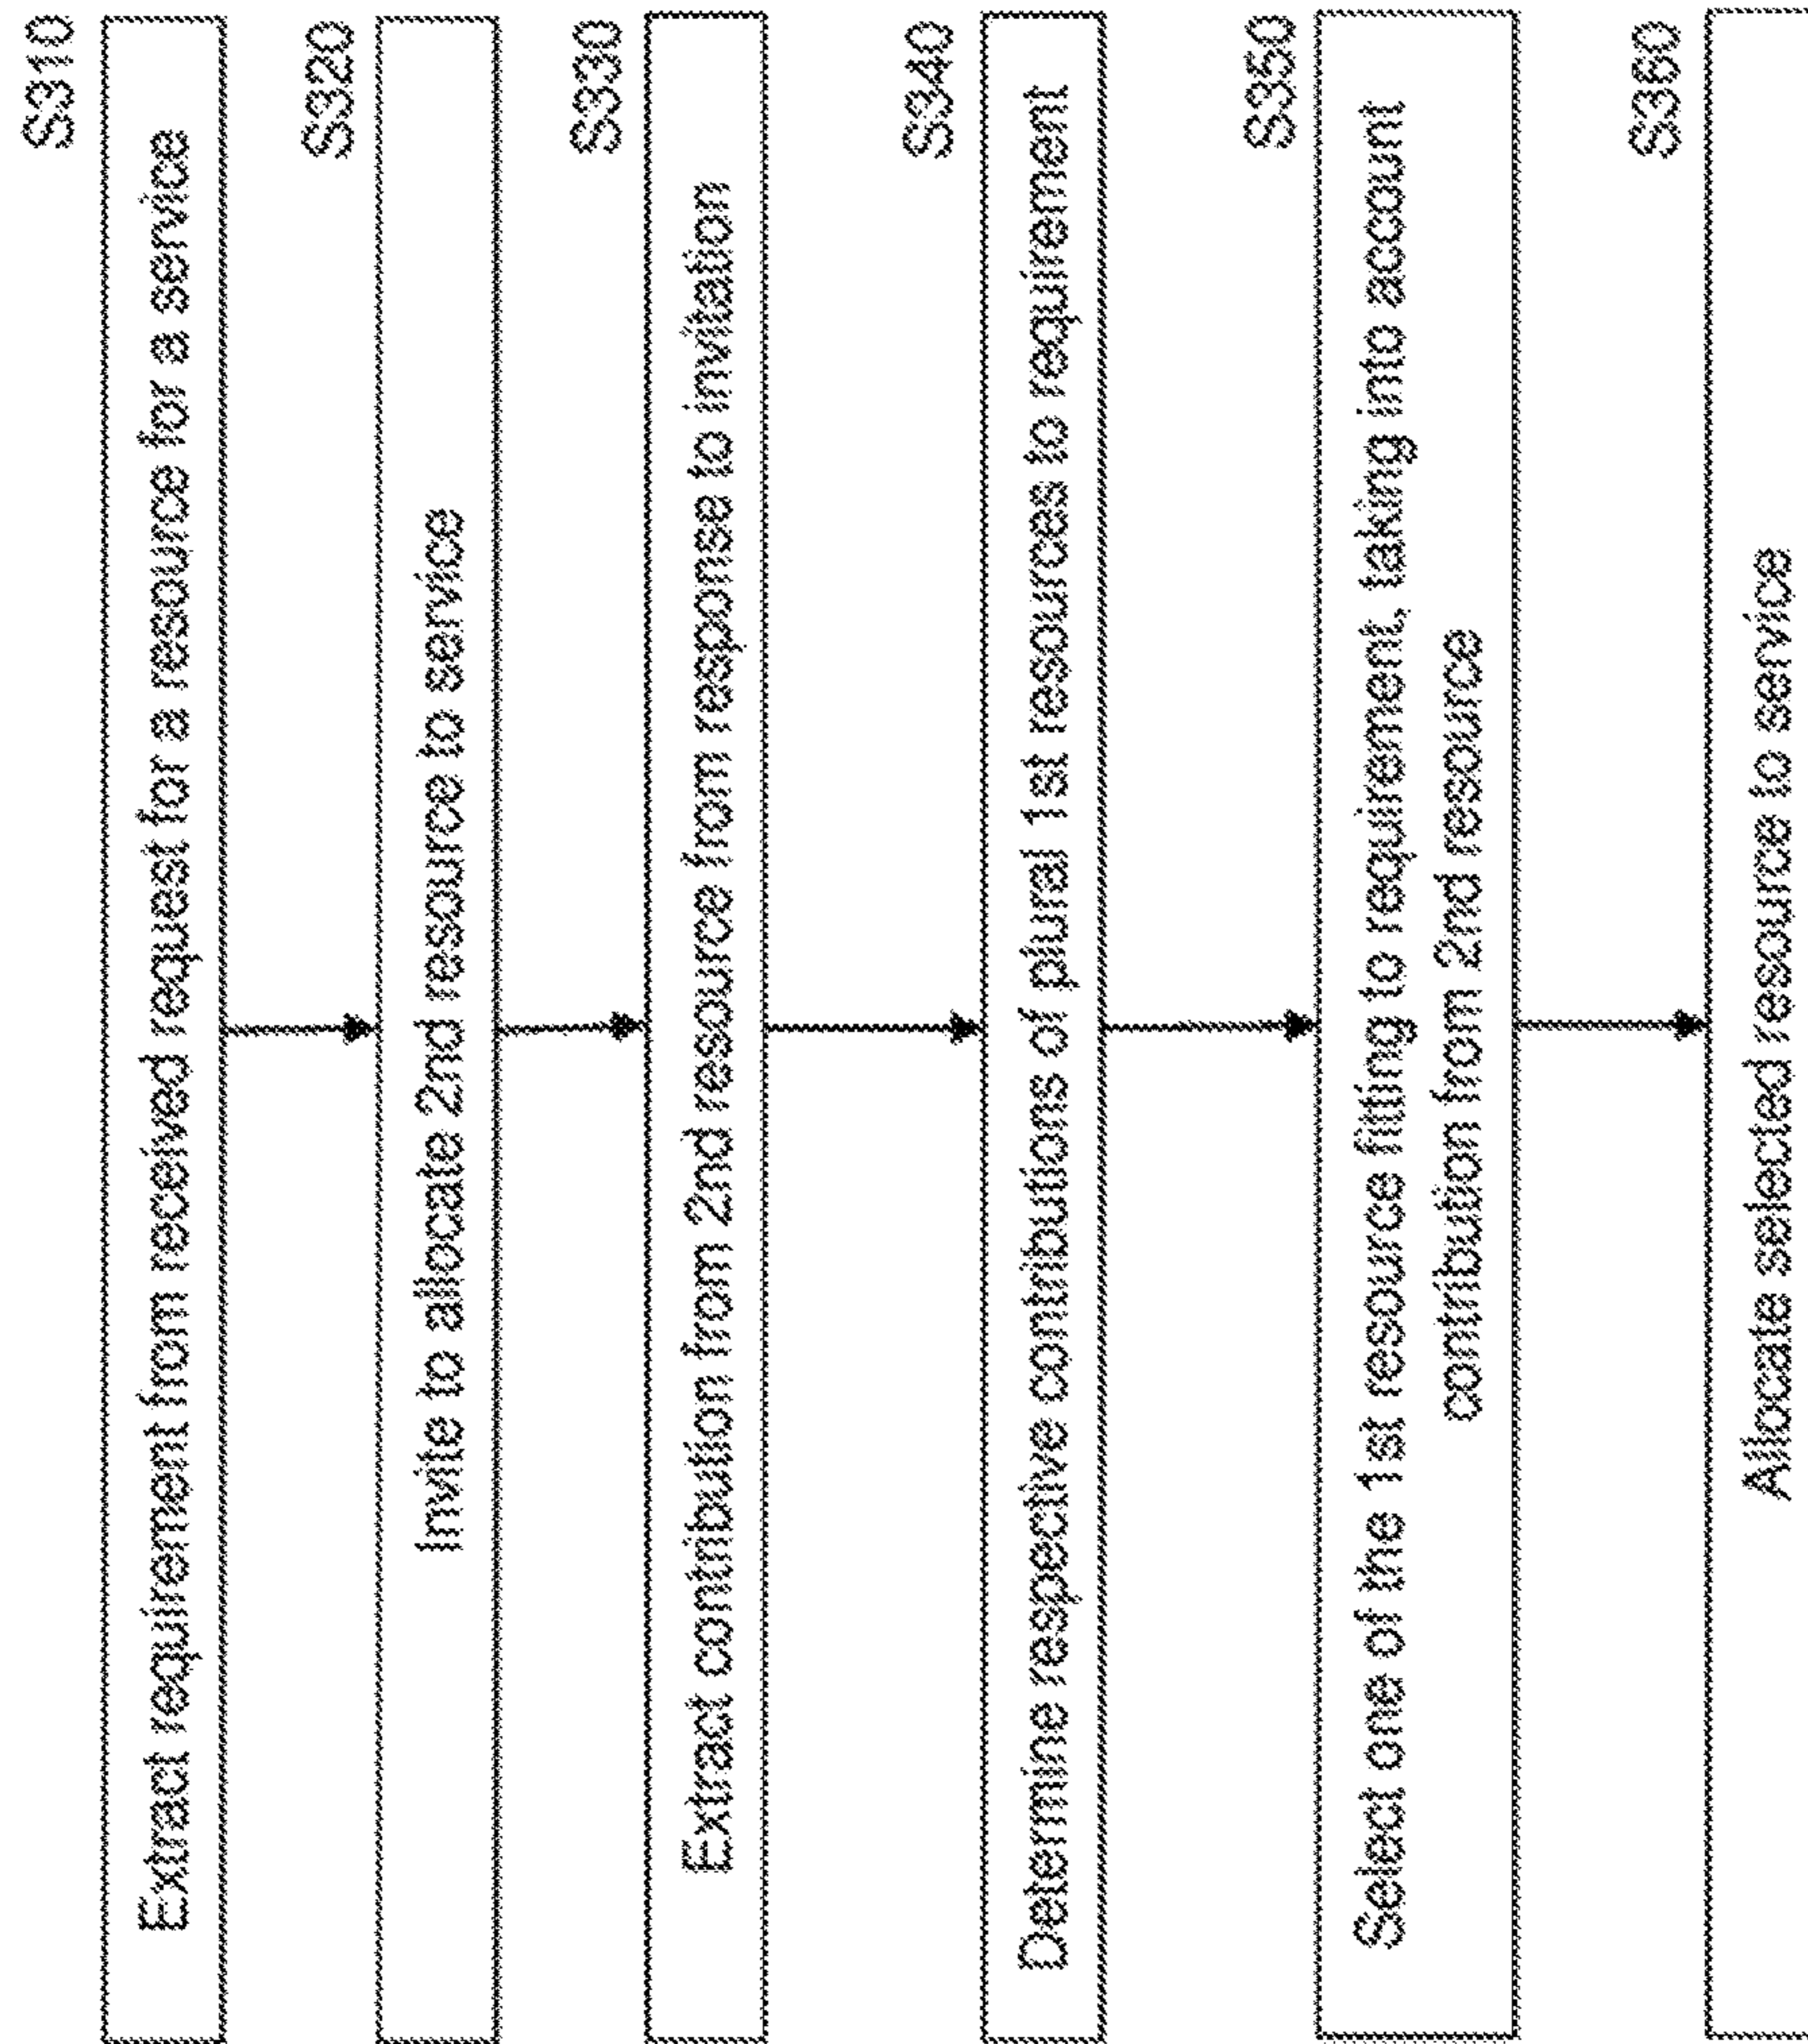 S310
Extract requirement from received request for a resource for a service
S320
Invite to allocate 2nd resource to service
S330
Extract contribution from 2nd resource from response to invitation
S340
Determine respective contributions of plural 1st resources to requirement
S350
Select one of the 1st resource fitting to requirement, taking into account
contribution from 2nd resource
S360
Allocate selected resource to service